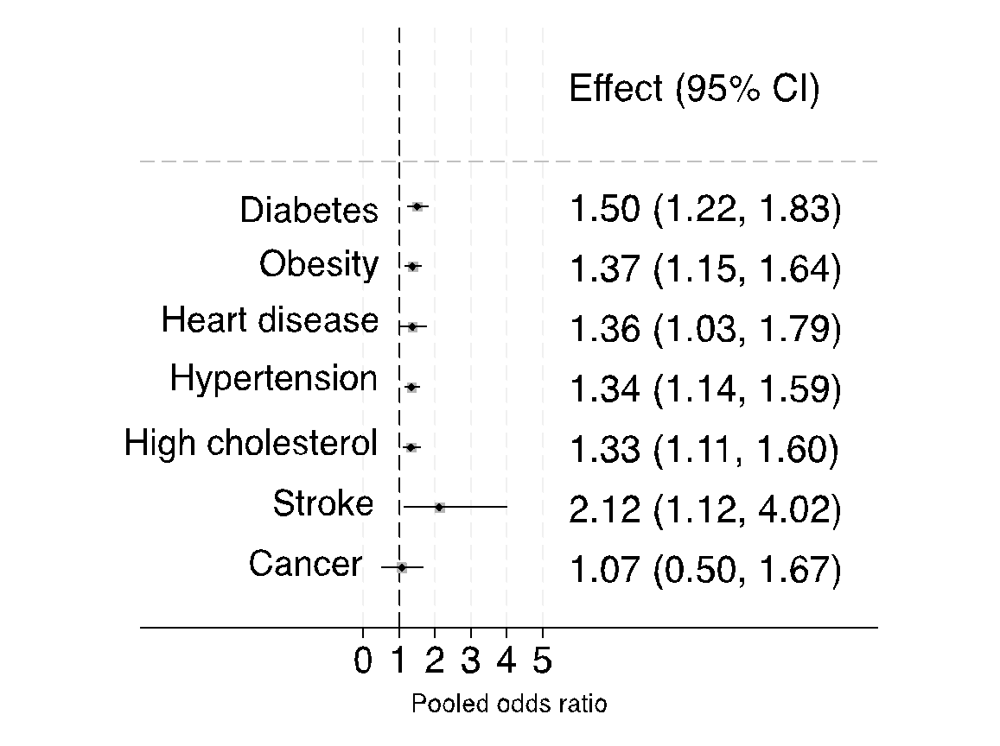 Effect (95% CI)
Diabetes 1.50 (1.22, 1.83)
Obesity 1.37 (1.15, 1.64)
Heart disease 1.36 (1.03, 1.79)
Hypertension 1.34 (1.14, 1.59)
High cholesterol 1.33 (1.11, 1.60)
Stroke 2.12 (1.12, 4.02)
Cancer 1.07 (0.50, 1.67)
0 1 2 3 4 5
Pooled odds ratio